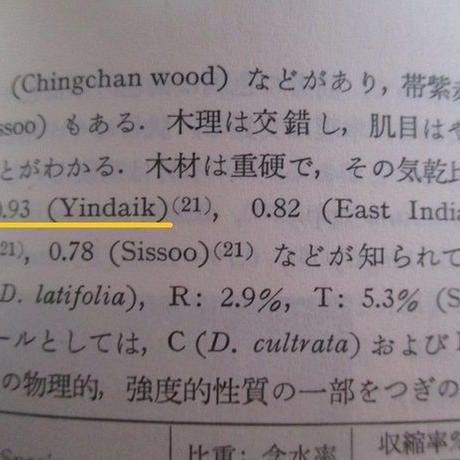 (Chingchan wood) などがあり，帯紫赤
ssoo) もある．木理は交錯し，肌目はや
とがわかる．木材は重硬で，その気乾比
0.93 (Yindaik)(21), 0.82 (East India
21), 0.78 (Sissoo)(21) などが知られて
D. latifolia), R: 2.9%, T: 5.3% (S
ールとしては，C (D. cultrata) および
の物理的，強度的性質の一部をつぎの
比重：含水率 収縮率%